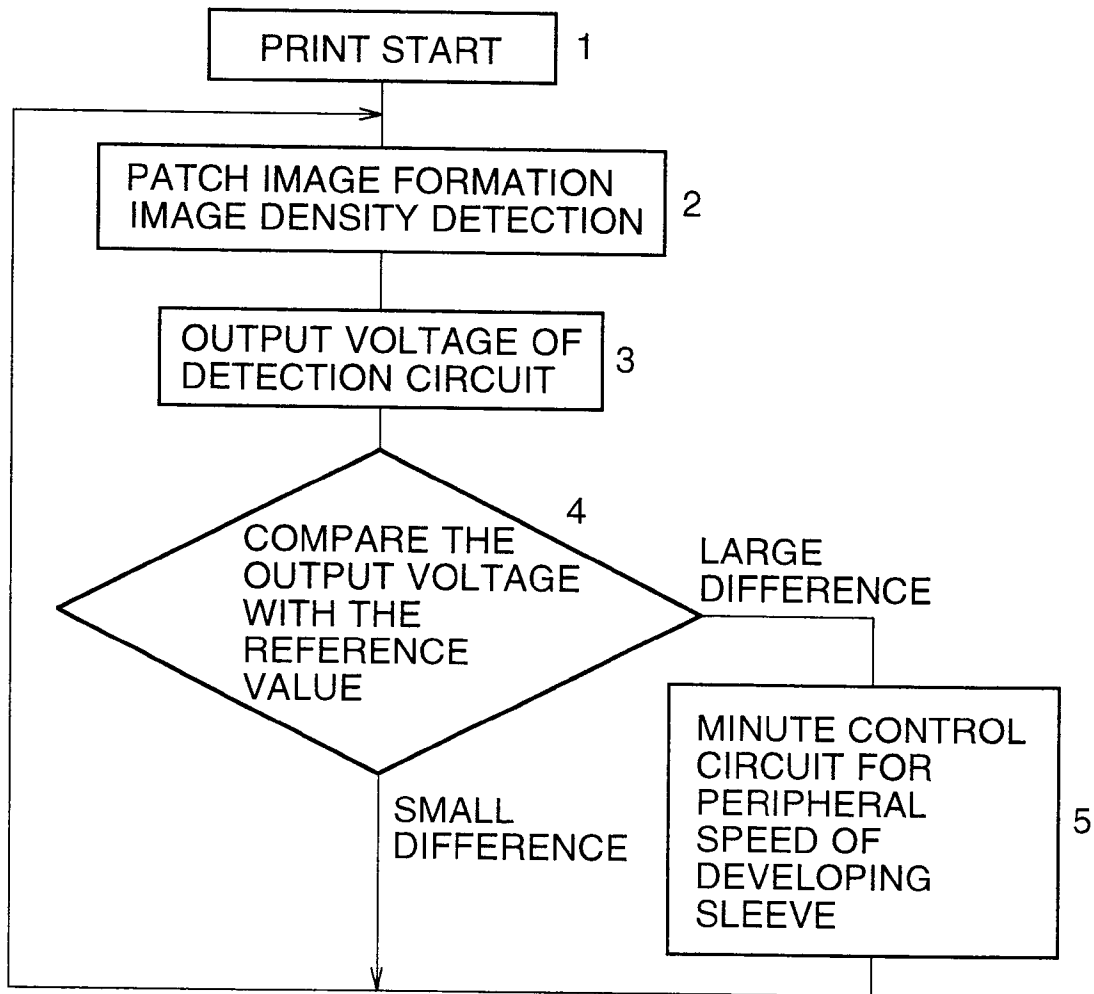 PRINT START
1
PATCH IMAGE FORMATION
IMAGE DENSITY DETECTION
2
OUTPUT VOLTAGE OF
DETECTION CIRCUIT
3
4
COMPARE THE
OUTPUT VOLTAGE
WITH THE
REFERENCE
VALUE
LARGE
DIFFERENCE
SMALL
DIFFERENCE
MINUTE CONTROL
CIRCUIT FOR
PERIPHERAL
SPEED OF
DEVELOPING
SLEEVE
5